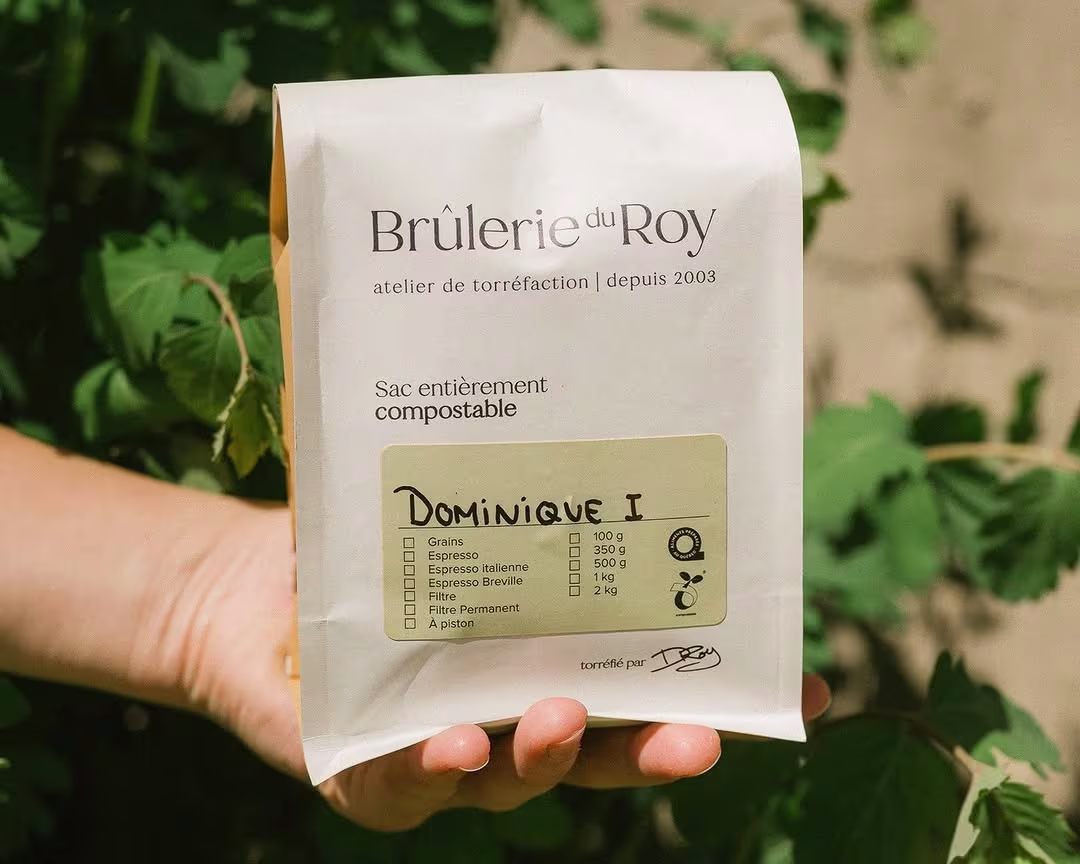 Brûlerie du Roy
atelier de torréfaction | depuis 2003
Sac entièrement
compostable
DOMINIQUE I
Grains
Espresso
Espresso italienne
Espresso Breville
Filtre
Filtre Permanent
À piston
100 g
350 g
500 g
1 kg
2 kg
torréfié par DRoy